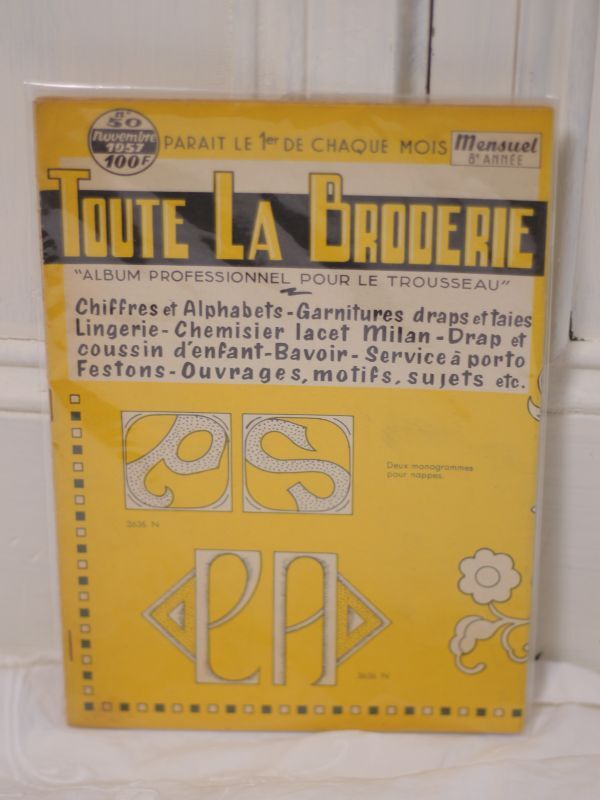 N° 50
novembre
1957
100F
PARAIT LE 1er DE CHAQUE MOIS
Mensuel
8e ANNÉE
TOUTE LA BRODERIE
"ALBUM PROFESSIONNEL POUR LE TROUSSEAU"
Chiffres et Alphabets - Garnitures draps et taies
Lingerie - Chemisier lacet Milan - Drap et
coussin d'enfant - Bavoir - Service à porto
Festons - Ouvrages, motifs, sujets etc.
PS
Deux monogrammes
pour nappes.
3635 N
PA
3636 N